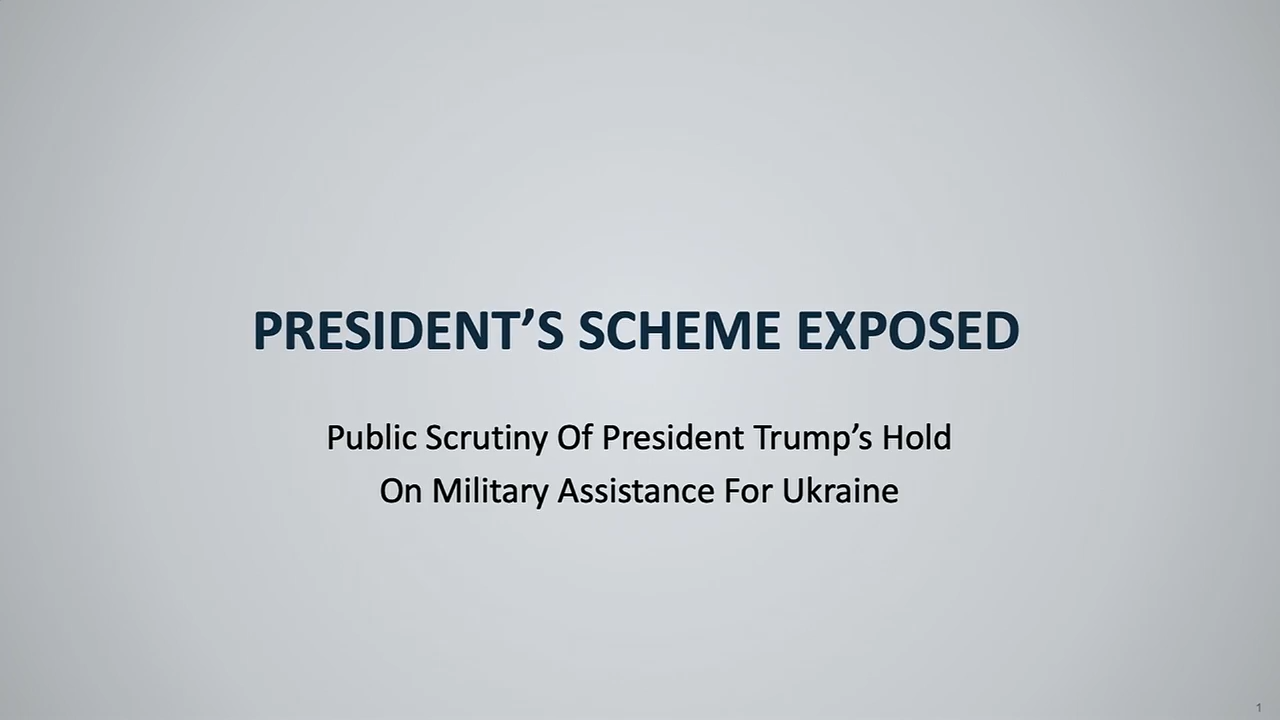 PRESIDENT’S SCHEME EXPOSED
Public Scrutiny Of President Trump’s Hold
On Military Assistance For Ukraine
1